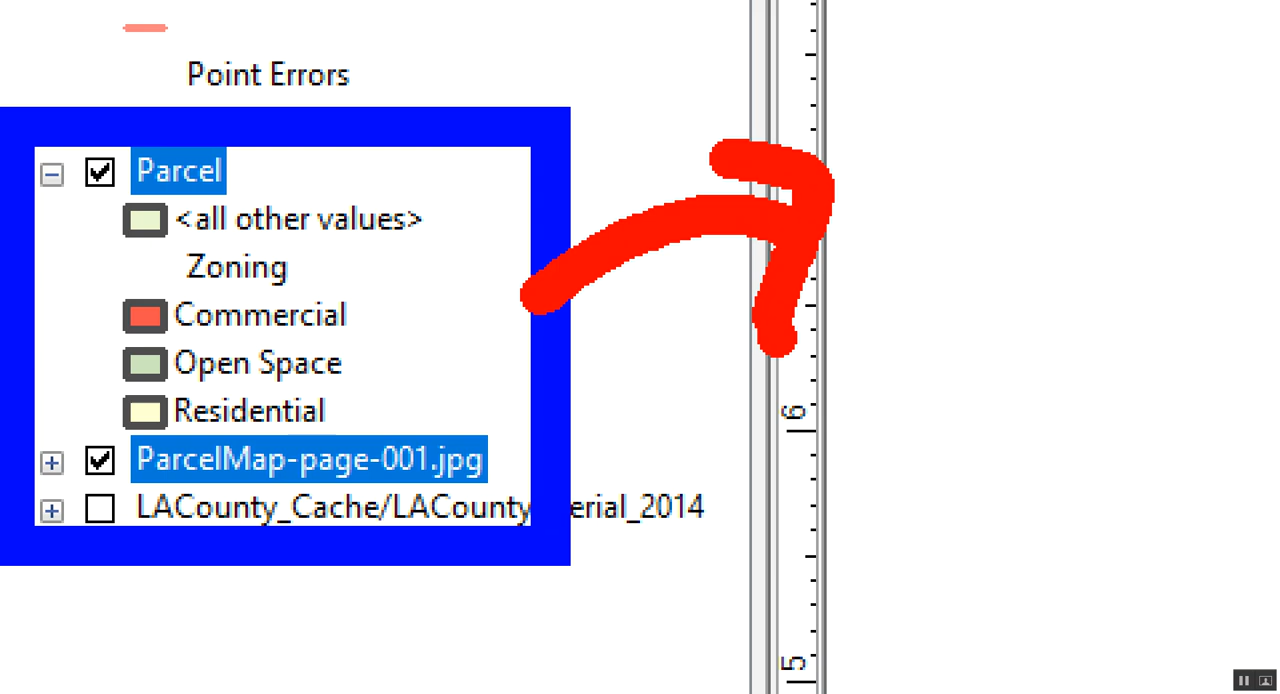 Point Errors
Parcel
<all other values>
Zoning
Commercial
Open Space
Residential
ParcelMap-page-001.jpg
LACounty_Cache/LACounty erial_2014
6
5